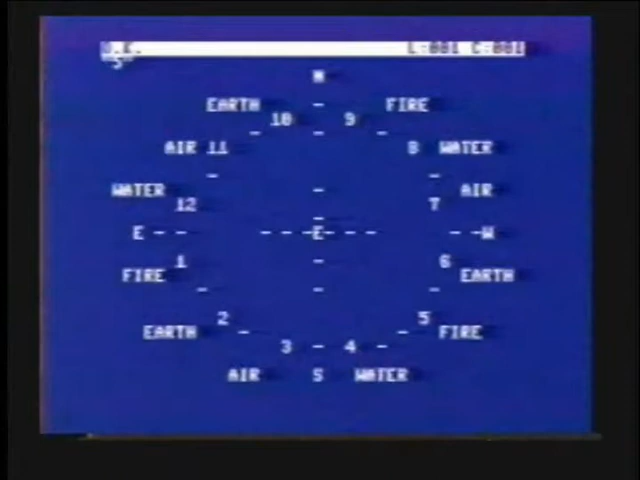 O.K. L:001 C:001
"S"
N
EARTH FIRE
10 9
AIR 11 8 WATER
WATER AIR
12 7
E - - - - - E - - - - - W
1 6
FIRE EARTH
2 5
EARTH FIRE
3 - 4 -
AIR S WATER